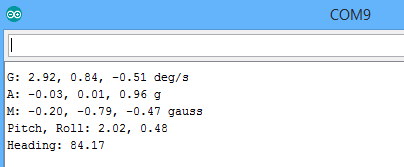 COM9
G: 2.92, 0.84, -0.51 deg/s
A: -0.03, 0.01, 0.96 g
M: -0.20, -0.79, -0.47 gauss
Pitch, Roll: 2.02, 0.48
Heading: 84.17